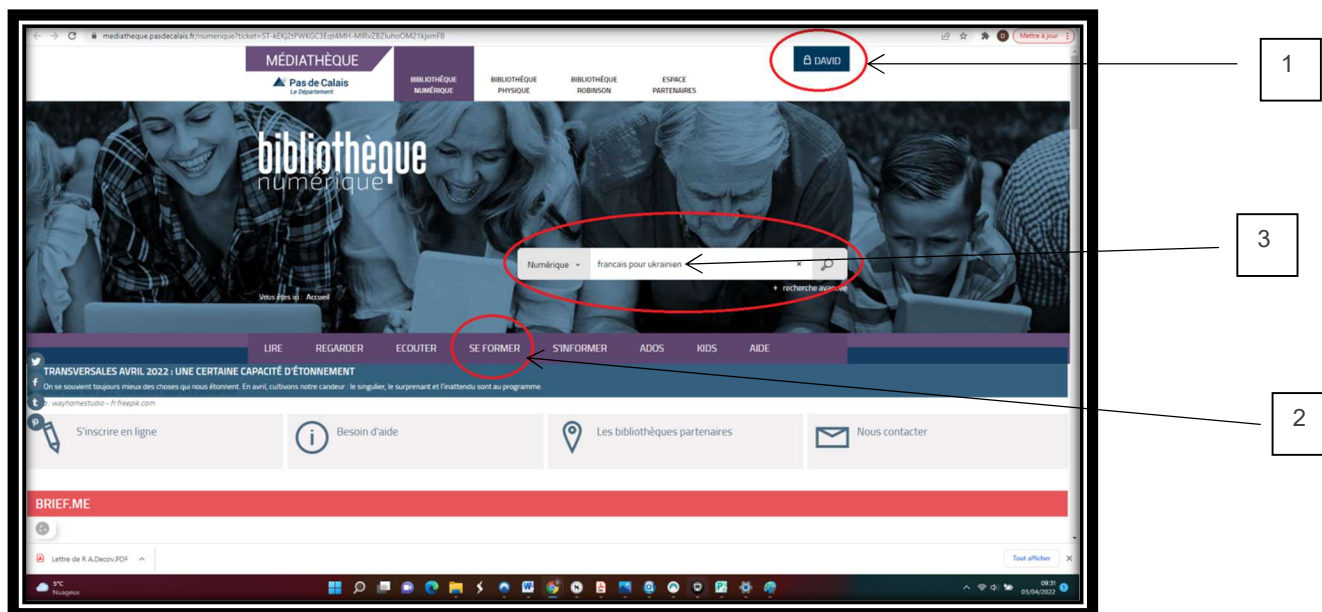 mediatheque.pasdecalais.fr/numerique?ticket=ST-kEKj2tPWKGC3Eqt4MH-MIRvZ8ZluhoOM21kjxmFB
Mettre à jour
MÉDIATHÈQUE
DAVID
1
Pas de Calais
Le Département
BIBLIOTHÈQUE NUMÉRIQUE
BIBLIOTHÈQUE PHYSIQUE
BIBLIOTHÈQUE ROBINSON
ESPACE PARTENAIRES
bibliothèque
numérique
3
Numérique
francais pour ukrainien
×
+ recherche avancée
Vous êtes ici : Accueil
LIRE
REGARDER
ECOUTER
SE FORMER
S'INFORMER
ADOS
KIDS
AIDE
TRANSVERSALES AVRIL 2022 : UNE CERTAINE CAPACITÉ D'ÉTONNEMENT
On se souvient toujours mieux des choses qui nous étonnent. En avril, cultivons notre candeur : le singulier, le surprenant et l'inattendu sont au programme.
: wayhomestudio - fr.freepik.com
2
S'inscrire en ligne
Besoin d'aide
Les bibliothèques partenaires
Nous contacter
BRIEF.ME
Lettre de R A.Decov.PDF
Tout afficher
5°C
Nuageux
09:31
03/04/2022